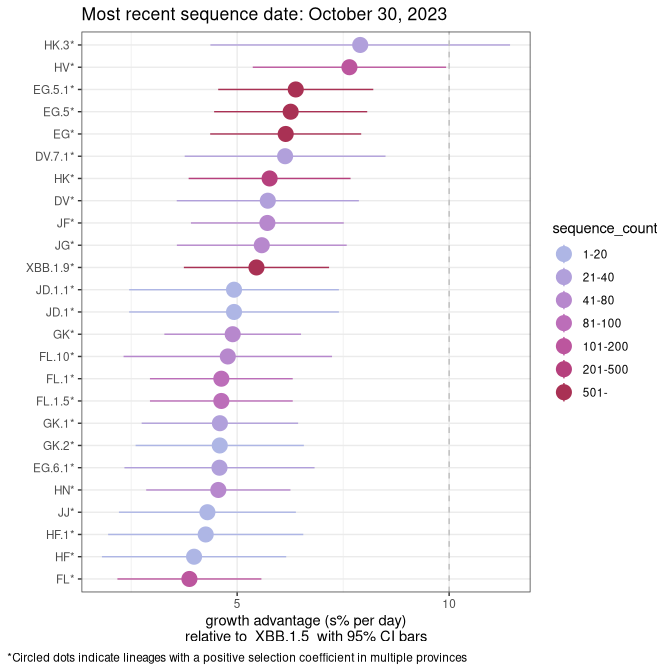 Most recent sequence date: October 30, 2023
HK.3*
HV*
EG.5.1*
EG.5*
EG*
DV.7.1*
HK*
DV*
JF*
JG*
XBB.1.9*
JD.1.1*
JD.1*
GK*
FL.10*
FL.1*
FL.1.5*
GK.1*
GK.2*
EG.6.1*
HN*
JJ*
HF.1*
HF*
FL*
5
10
growth advantage (s% per day)
relative to XBB.1.5 with 95% CI bars
sequence_count
1-20
21-40
41-80
81-100
101-200
201-500
501-
*Circled dots indicate lineages with a positive selection coefficient in multiple provinces